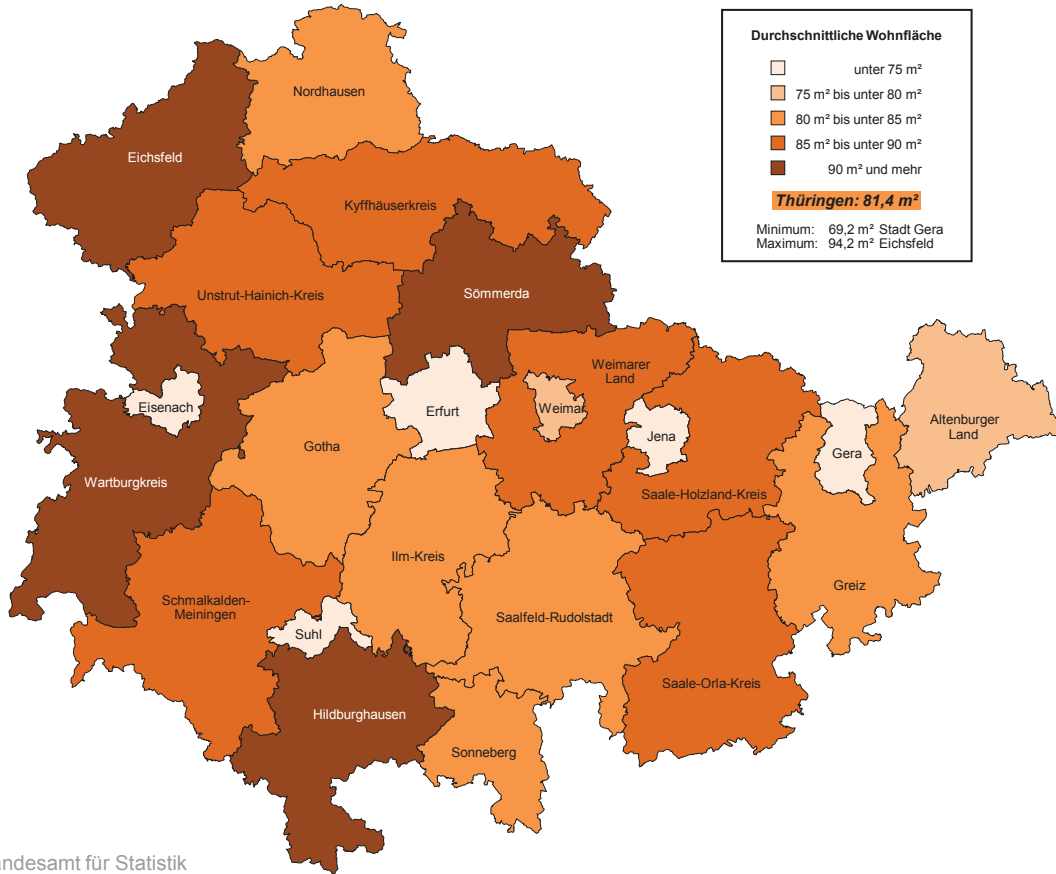 Durchschnittliche Wohnfläche
unter 75 m²
75 m² bis unter 80 m²
80 m² bis unter 85 m²
85 m² bis unter 90 m²
90 m² und mehr
Thüringen: 81,4 m²
Minimum: 69,2 m² Stadt Gera
Maximum: 94,2 m² Eichsfeld
Nordhausen
Eichsfeld
Kyffhäuserkreis
Unstrut-Hainich-Kreis
Sömmerda
Weimarer
Land
Eisenach
Erfurt
Weimar
Altenburger
Land
Gotha
Jena
Gera
Wartburgkreis
Saale-Holzland-Kreis
Ilm-Kreis
Greiz
Schmalkalden-
Meiningen
Saalfeld-Rudolstadt
Suhl
Saale-Orla-Kreis
Hildburghausen
Sonneberg
andesamt für Statistik